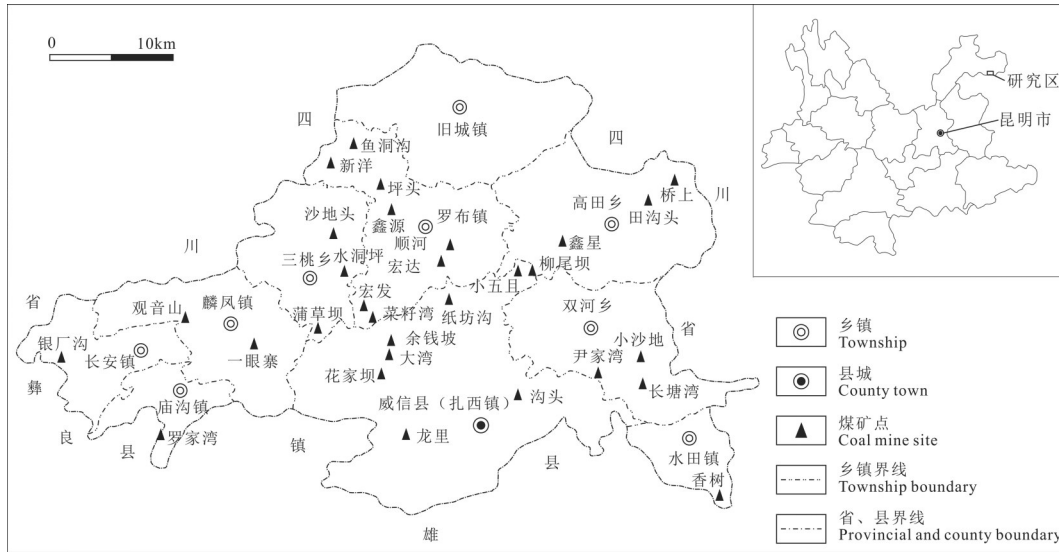 0 10km
四
旧城镇
鱼洞沟
新洋
四
川
坪头
桥上
高田乡
田沟头
沙地头
鑫源
罗布镇
顺河
鑫星
川
水洞坪
三桃乡
宏达
柳尾坝
小五且
省
观音山
麟凤镇
宏发
双河乡
省
蒲草坝
菜籽湾
纸坊沟
银厂沟
长安镇
一眼寨
余钱坡
大湾
小沙地
尹家湾
彝
花家坝
长塘湾
庙沟镇
沟头
威信县（扎西镇）
良
罗家湾
县
镇
龙里
县
水田镇
香树
雄
研究区
昆明市
乡镇
Township
县城
County town
煤矿点
Coal mine site
乡镇界线
Township boundary
省、县界线
Provincial and county boundary